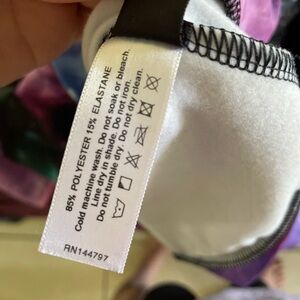 85% POLYESTER 15% ELASTANE
Cold machine wash. Do not soak or bleach.
Line dry in shade. Do not iron.
Do not tumble dry. Do not dry clean.
RN144797